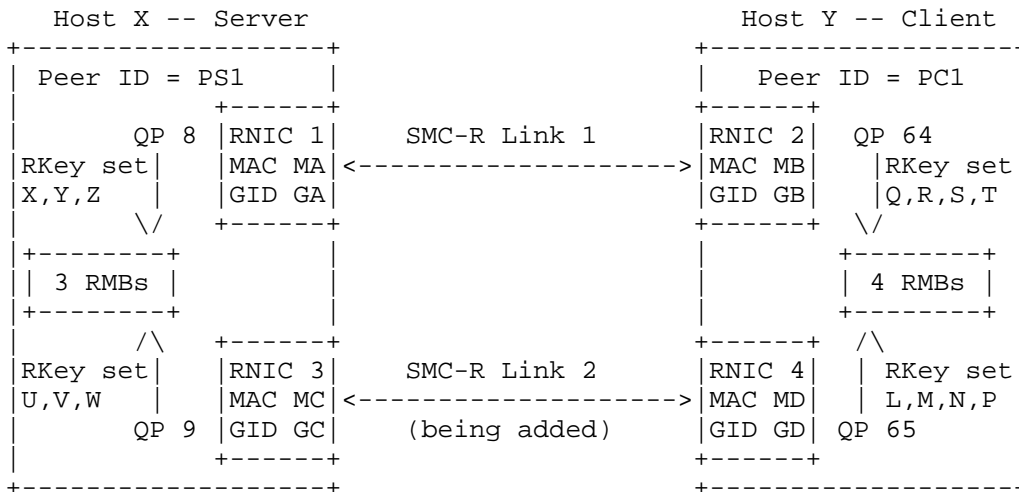 Host X -- Server                             Host Y -- Client
Peer ID = PS1                                Peer ID = PC1
QP 8 RNIC 1 SMC-R Link 1 RNIC 2 QP 64
RKey set MAC MA MAC MB RKey set
X,Y,Z GID GA GID GB Q,R,S,T
3 RMBs 4 RMBs
RKey set RNIC 3 SMC-R Link 2 RNIC 4 RKey set
U,V,W MAC MC MAC MD L,M,N,P
QP 9 GID GC (being added) GID GD QP 65